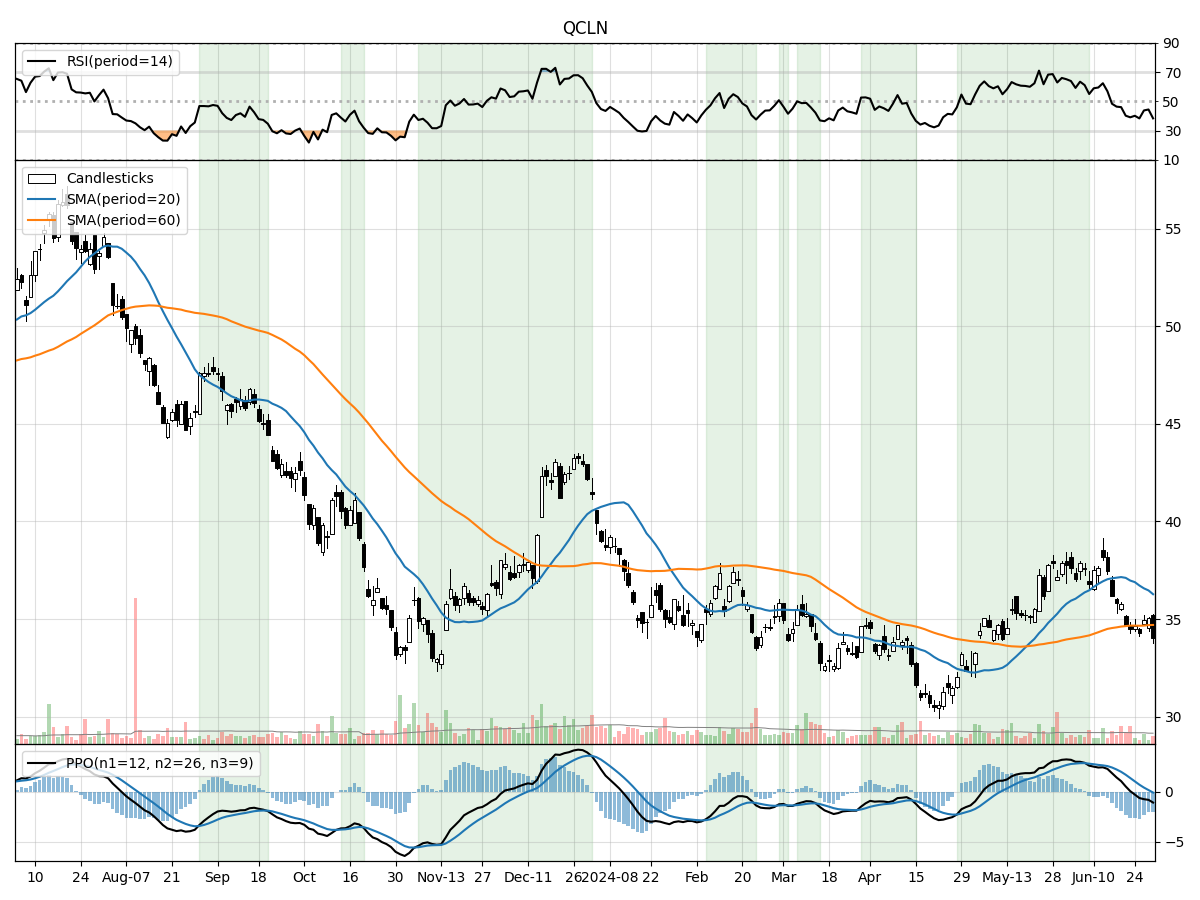 QCLN
RSI(period=14)
90
70
50
30
10
Candlesticks
SMA(period=20)
SMA(period=60)
55
50
45
40
35
30
PPO(n1=12, n2=26, n3=9)
0
−5
10 24 Aug-07 21 Sep 18 Oct 16 30 Nov-13 27 Dec-11 26 2024-08 22 Feb 20 Mar 18 Apr 15 29 May-13 28 Jun-10 24